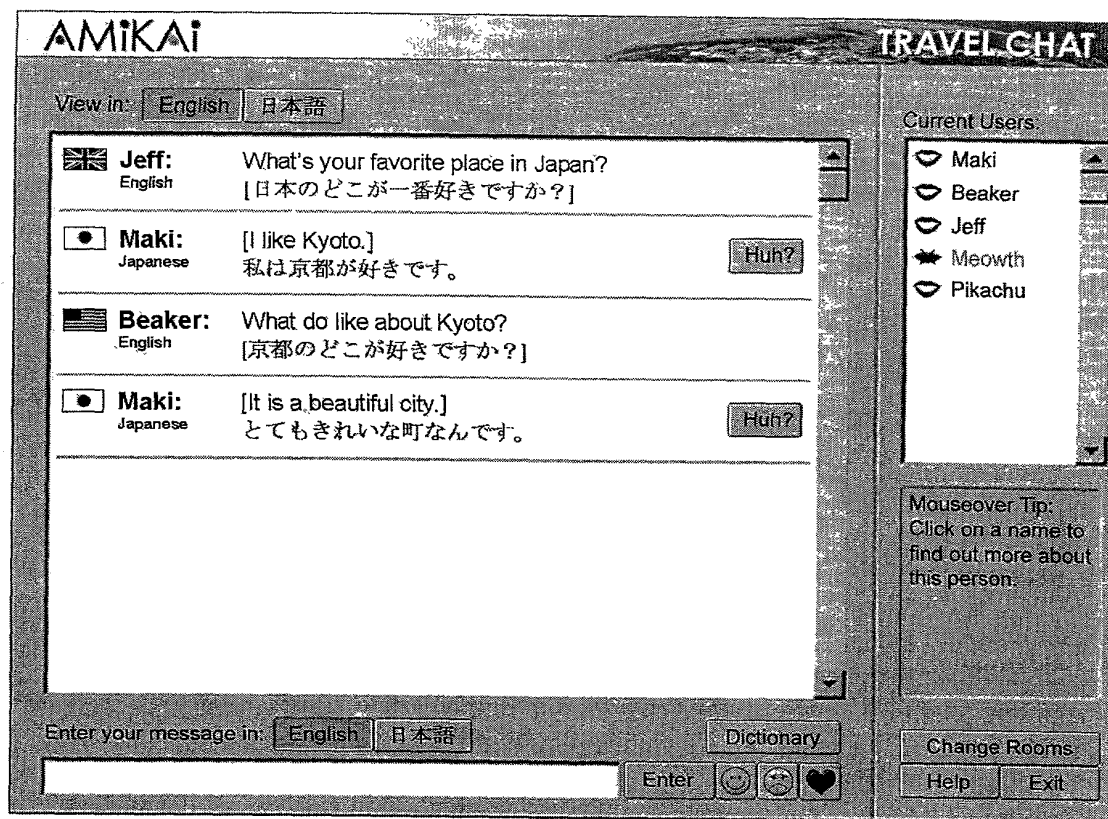 AMiKAi
TRAVEL CHAT
View in: English 日本語
Jeff: What's your favorite place in Japan?
English [日本のどこが一番好きですか？]
Maki: [I like Kyoto.]
Japanese 私は京都が好きです。
Huh?
Beaker: What do like about Kyoto?
English [京都のどこが好きですか？]
Maki: [It is a beautiful city.]
Japanese とてもきれいな町なんです。
Huh?
Enter your message in: English 日本語
Dictionary
Enter
Current Users:
Maki
Beaker
Jeff
Meowth
Pikachu
Mouseover Tip:
Click on a name to
find out more about
this person.
Change Rooms
Help Exit